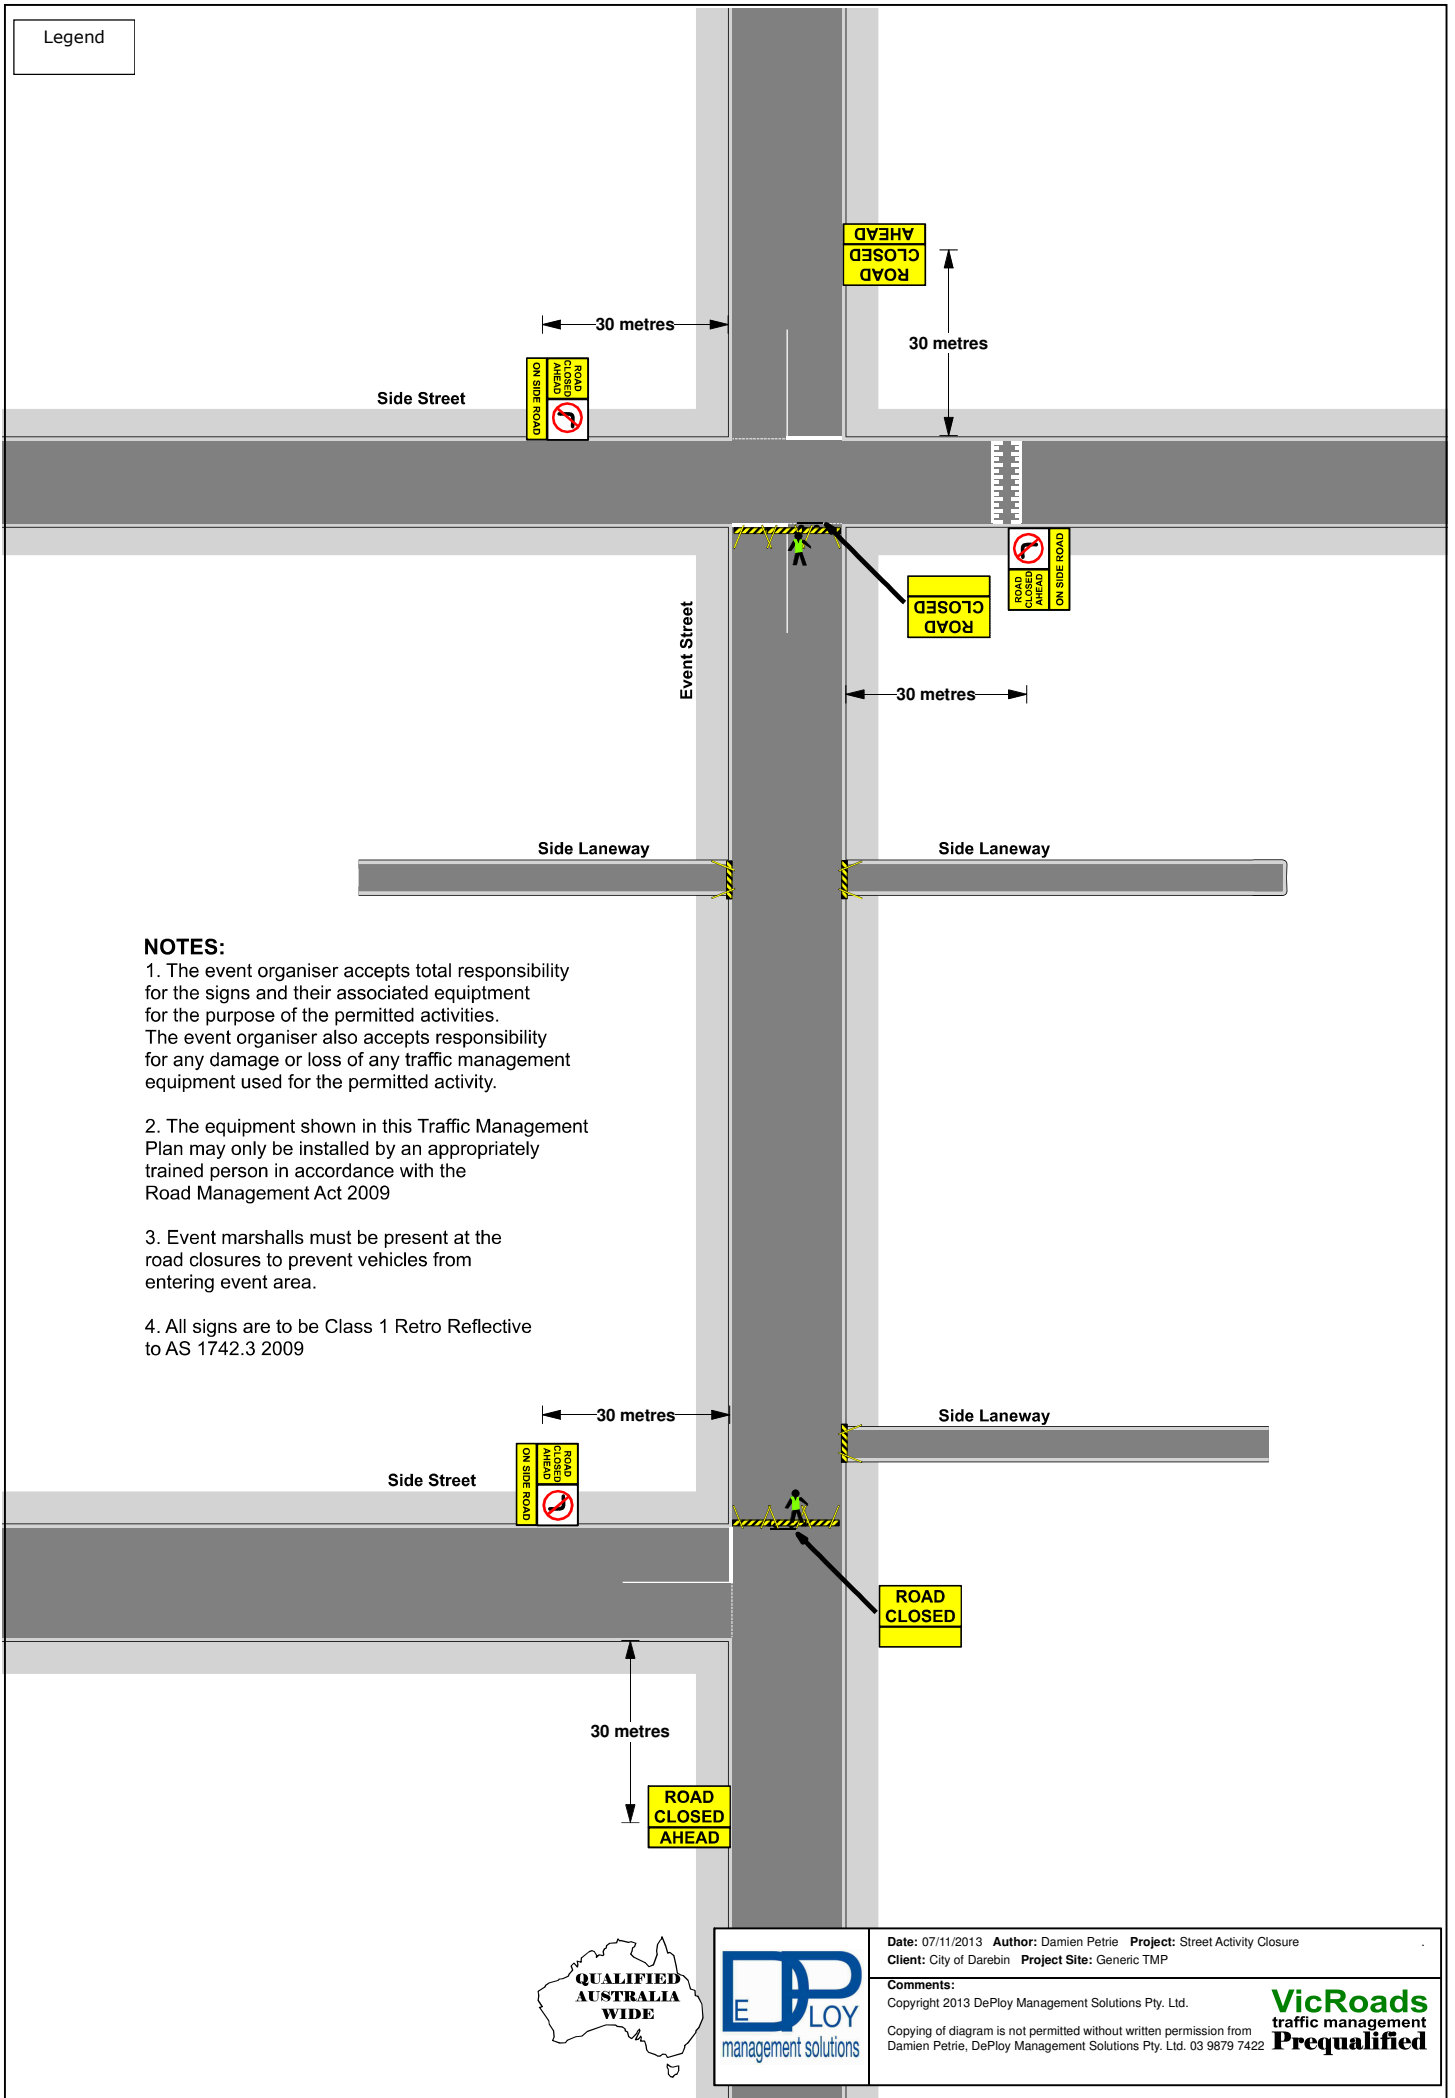 Legend
ROAD
CLOSED
AHEAD
30 metres
30 metres
Side Street
ROAD
CLOSED
AHEAD
ON SIDE ROAD
ROAD
CLOSED
AHEAD
ON SIDE ROAD
ROAD
CLOSED
Event Street
30 metres
Side Laneway
Side Laneway
NOTES:
1. The event organiser accepts total responsibility
for the signs and their associated equiptment
for the purpose of the permitted activities.
The event organiser also accepts responsibility
for any damage or loss of any traffic management
equipment used for the permitted activity.
2. The equipment shown in this Traffic Management
Plan may only be installed by an appropriately
trained person in accordance with the
Road Management Act 2009
3. Event marshalls must be present at the
road closures to prevent vehicles from
entering event area.
4. All signs are to be Class 1 Retro Reflective
to AS 1742.3 2009
30 metres
Side Laneway
ROAD
CLOSED
AHEAD
ON SIDE ROAD
Side Street
ROAD
CLOSED
30 metres
ROAD
CLOSED
AHEAD
QUALIFIED
AUSTRALIA
WIDE
DEPLOY
management solutions
Date: 07/11/2013 Author: Damien Petrie Project: Street Activity Closure .
Client: City of Darebin Project Site: Generic TMP
Comments:
Copyright 2013 DePloy Management Solutions Pty. Ltd.
Copying of diagram is not permitted without written permission from
Damien Petrie, DePloy Management Solutions Pty. Ltd. 03 9879 7422
VicRoads
traffic management
Prequalified